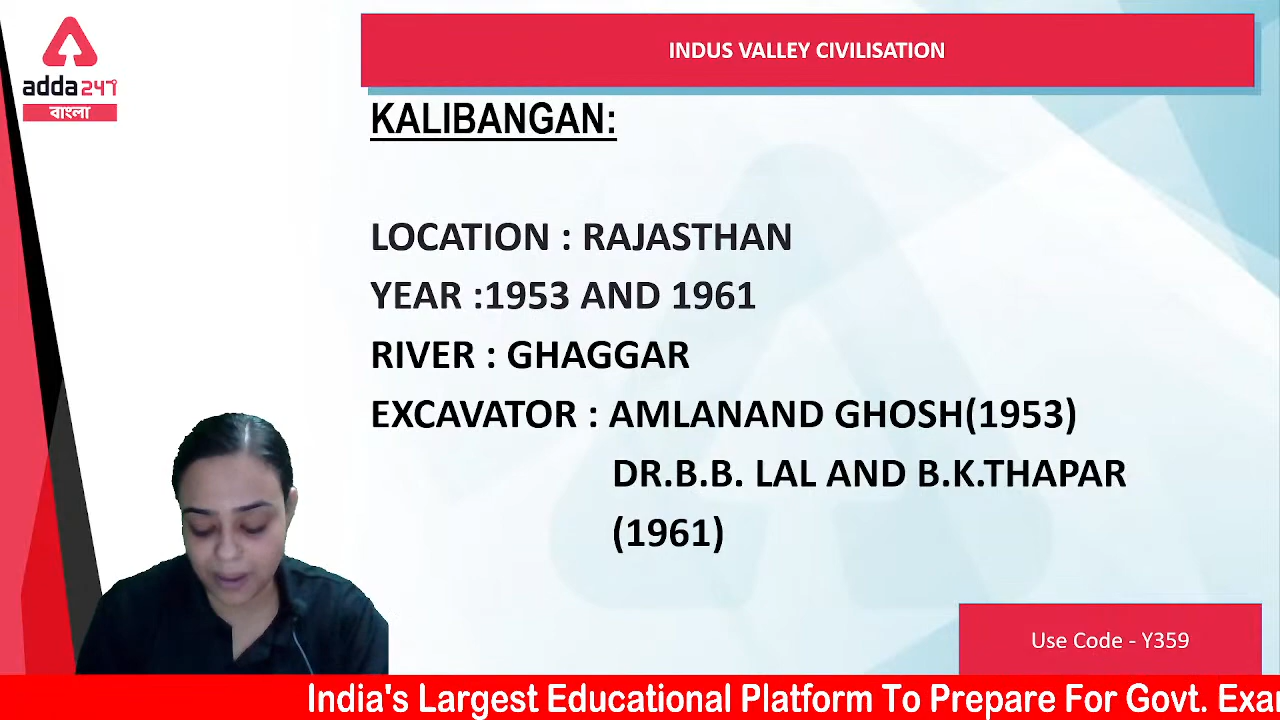 adda247
বাংলা
INDUS VALLEY CIVILISATION
KALIBANGAN:
LOCATION : RAJASTHAN
YEAR :1953 AND 1961
RIVER : GHAGGAR
EXCAVATOR : AMLANAND GHOSH(1953)
DR.B.B. LAL AND B.K.THAPAR
(1961)
Use Code - Y359
India's Largest Educational Platform To Prepare For Govt. Exa